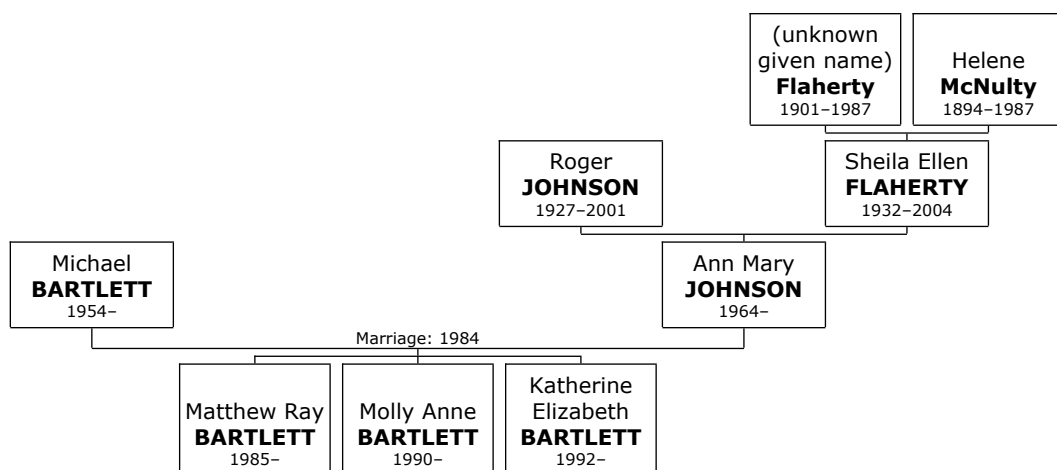 (unknown
given name)
Flaherty
1901–1987
Helene
McNulty
1894–1987
Roger
JOHNSON
1927–2001
Sheila Ellen
FLAHERTY
1932–2004
Michael
BARTLETT
1954–
Ann Mary
JOHNSON
1964–
Marriage: 1984
Matthew Ray
BARTLETT
1985–
Molly Anne
BARTLETT
1990–
Katherine
Elizabeth
BARTLETT
1992–